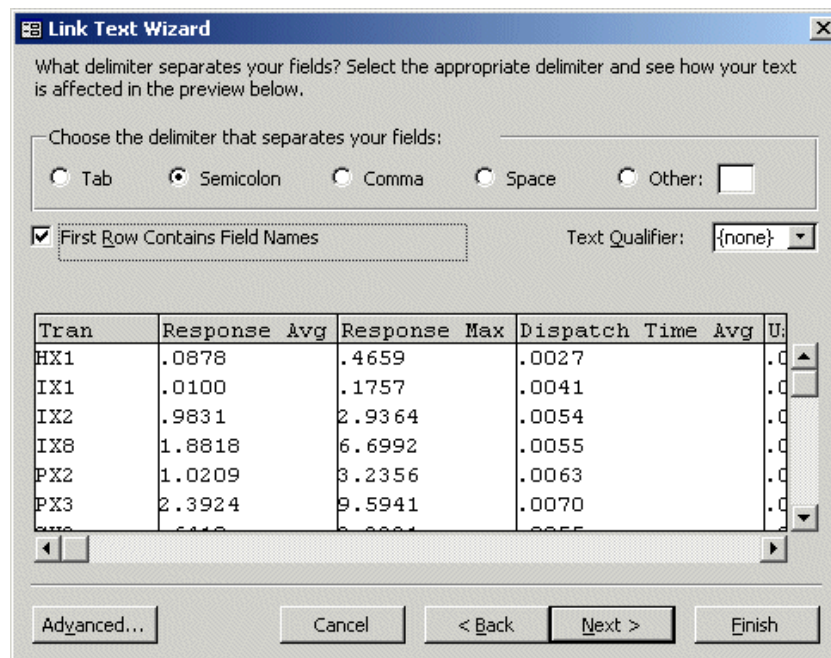 Link Text Wizard
What delimiter separates your fields? Select the appropriate delimiter and see how your text
is affected in the preview below.
Choose the delimiter that separates your fields:
Tab Semicolon Comma Space Other:
First Row Contains Field Names Text Qualifier: {none}
Tran Response Avg Response Max Dispatch Time Avg
HX1 .0878 .4659 .0027
IX1 .0100 .1757 .0041
IX2 .9831 2.9364 .0054
IX8 1.8818 6.6992 .0055
PX2 1.0209 3.2356 .0063
PX3 2.3924 9.5941 .0070
Advanced... Cancel < Back Next > Finish